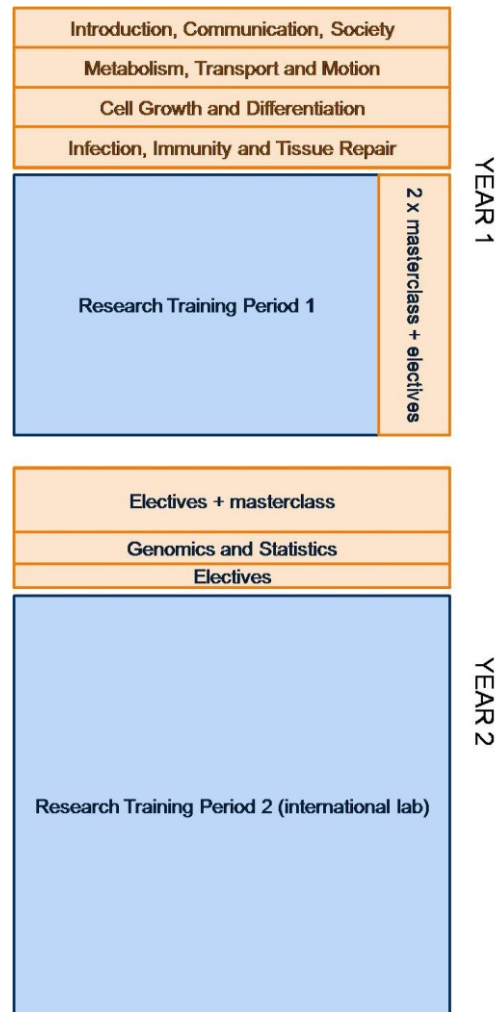 Introduction, Communication, Society
Metabolism, Transport and Motion
Cell Growth and Differentiation
Infection, Immunity and Tissue Repair
YEAR 1
Research Training Period 1
2 x masterclass + electives
Electives + masterclass
Genomics and Statistics
Electives
YEAR 2
Research Training Period 2 (international lab)